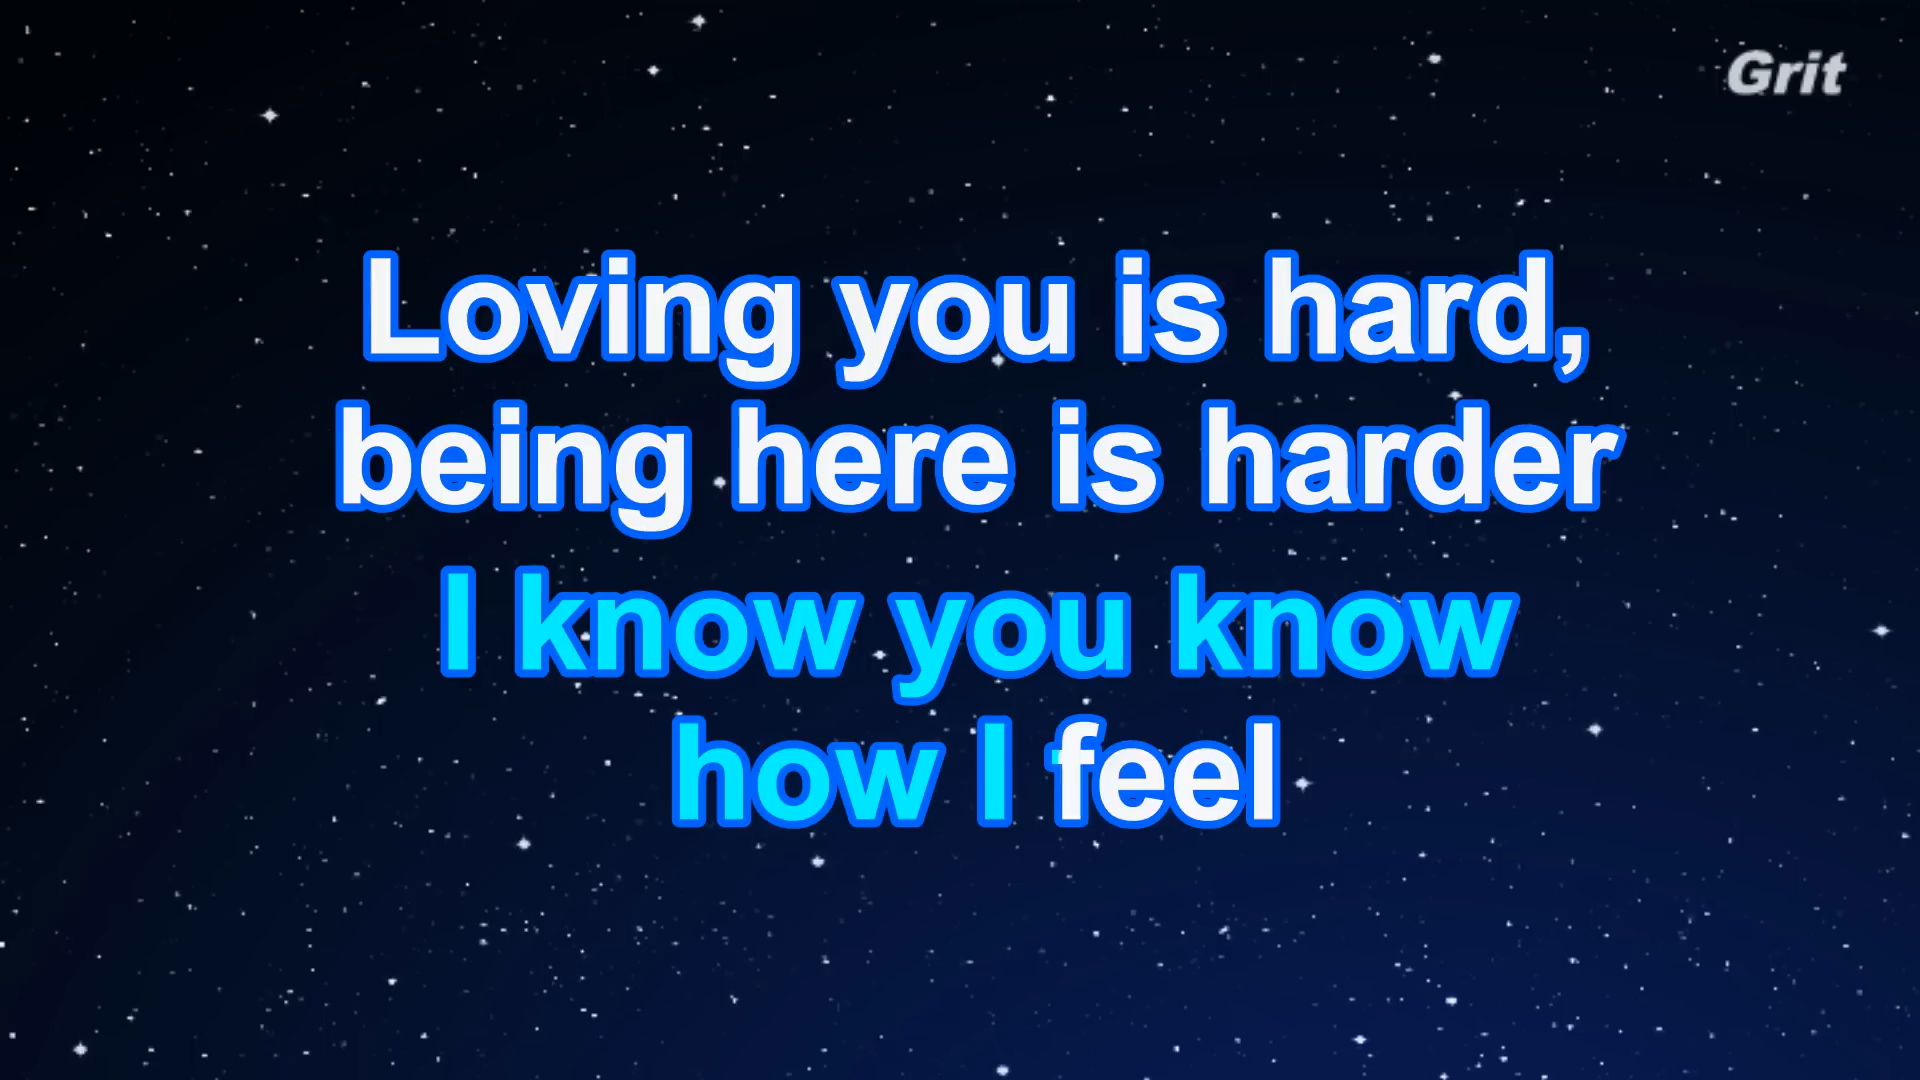 Grit
Loving you is hard,
being here is harder
I know you know
how I feel